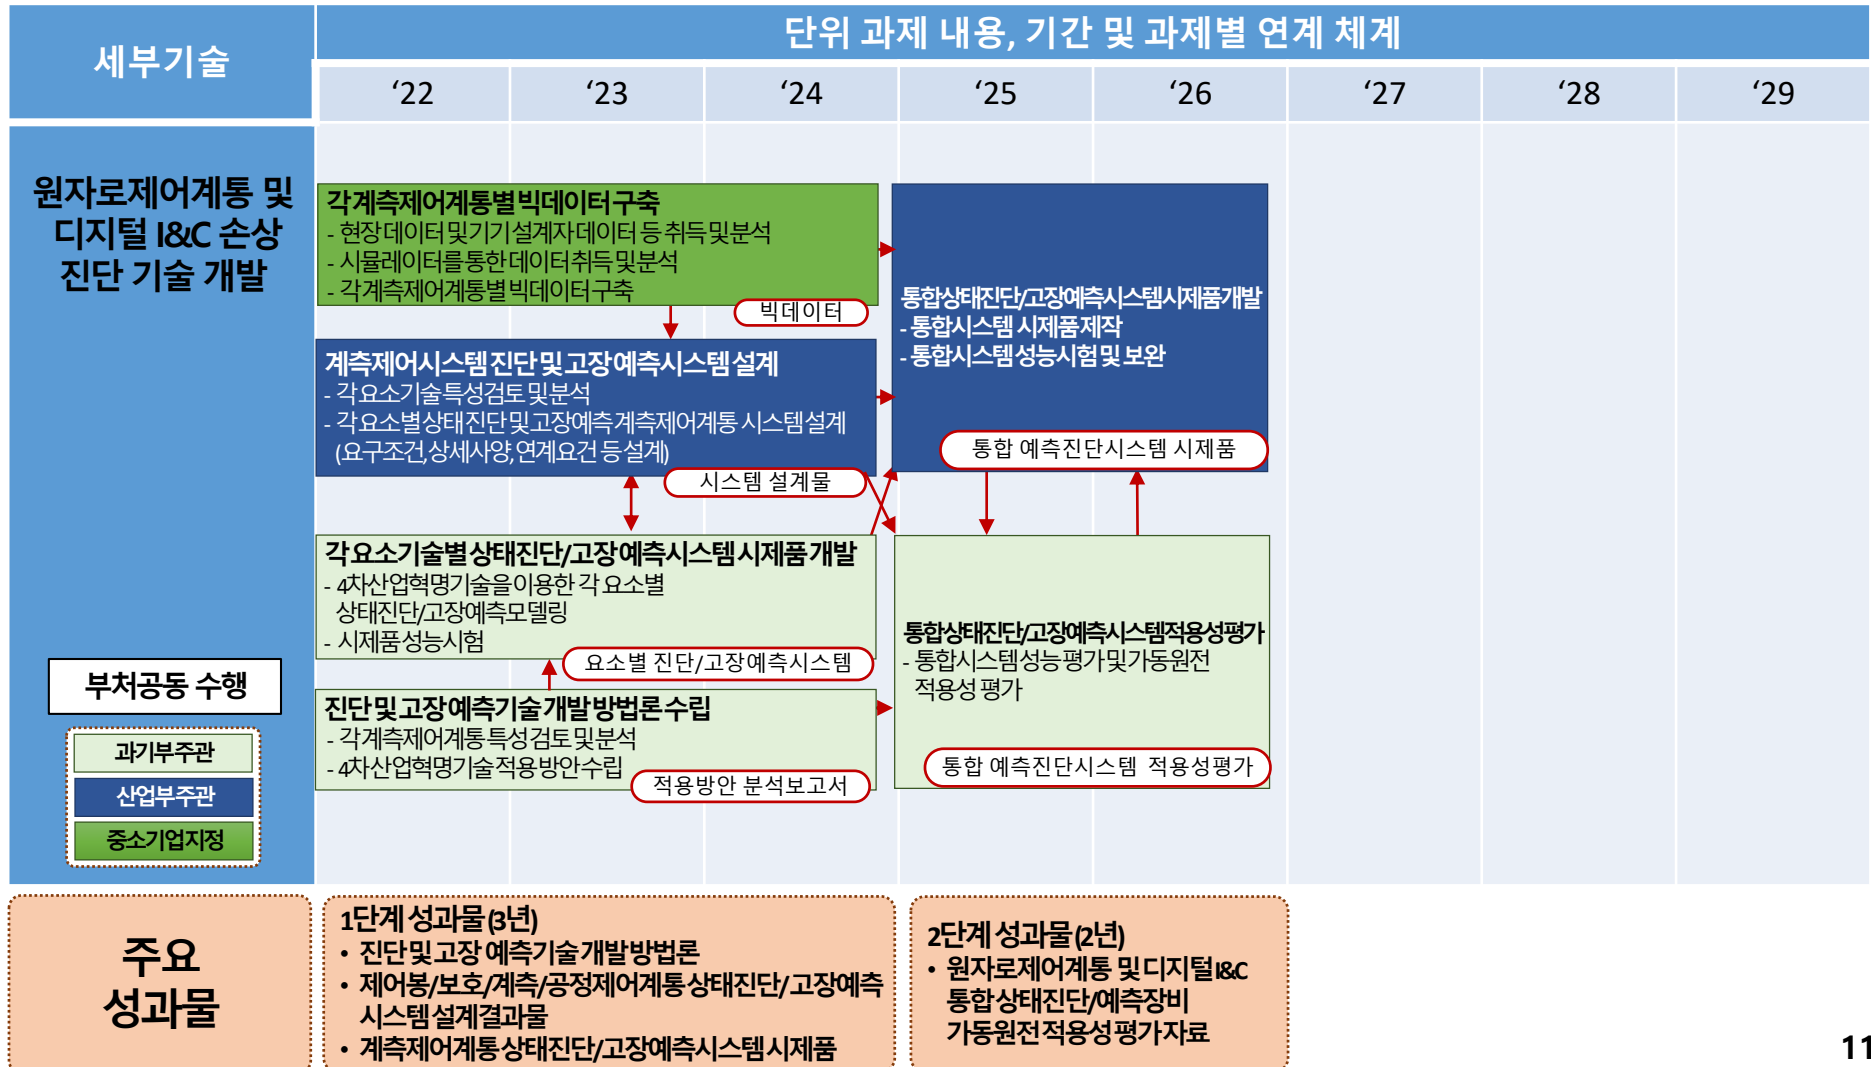 세부기술
단위 과제 내용, 기간 및 과제별 연계 체계
‘22
‘23
‘24
‘25
‘26
‘27
‘28
‘29
원자로제어계통 및
디지털 I&C 손상
진단 기술 개발
부처공동 수행
과기부주관
산업부주관
중소기업지정
각계측제어계통별 빅데이터 구축
- 현장 데이터 및 기기 설계자 데이터 등 취득 및 분석
- 시뮬레이터를 통한 데이터 취득 및 분석
- 각 계측제어계통별 빅데이터 구축
빅데이터
계측제어시스템 진단 및 고장 예측시스템 설계
- 각 요소기술 특성검토 및 분석
- 각 요소별 상태진단 및 고장예측 계측제어계통 시스템 설계
(요구조건, 상세사양, 연계요건 등 설계)
시스템 설계물
각 요소기술별 상태진단/고장 예측시스템 시제품 개발
- 4차산업혁명기술을 이용한 각 요소별
상태진단/고장예측모델링
- 시제품 성능시험
요소별 진단/고장예측시스템
진단 및 고장 예측기술 개발 방법론 수립
- 각 계측제어계통 특성 검토 및 분석
- 4차산업혁명기술 적용 방안 수립
적용방안 분석보고서
통합상태진단/고장예측시스템시제품개발
- 통합시스템 시제품 제작
- 통합시스템 성능시험 및 보완
통합 예측진단시스템 시제품
통합상태진단/고장예측시스템적용성평가
- 통합시스템 성능 평가 및 가동원전
적용성 평가
통합 예측진단시스템 적용성평가
주요
성과물
1단계 성과물 (3년)
• 진단 및 고장 예측기술 개발 방법론
• 제어봉/보호/계측/공정제어계통 상태진단/ 고장예측
시스템 설계 결과물
• 계측제어계통 상태진단/고장예측시스템 시제품
2단계 성과물 (2년)
• 원자로제어계통 및 디지털 I&C
통합 상태진단/예측장비
가동원전 적용성 평가 자료
11